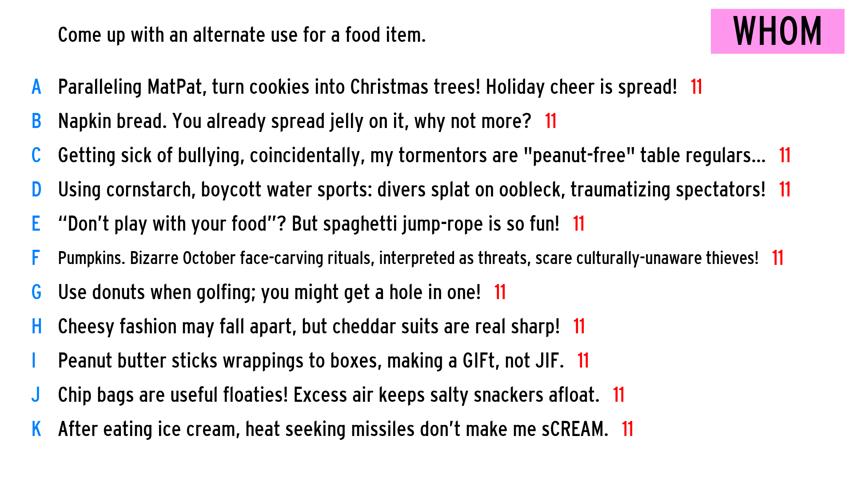 Come up with an alternate use for a food item.
WHOM
A Paralleling MatPat, turn cookies into Christmas trees! Holiday cheer is spread! 11
B Napkin bread. You already spread jelly on it, why not more? 11
C Getting sick of bullying, coincidentally, my tormentors are "peanut-free" table regulars... 11
D Using cornstarch, boycott water sports: divers splat on oobleck, traumatizing spectators! 11
E “Don’t play with your food”? But spaghetti jump-rope is so fun! 11
F Pumpkins. Bizarre October face-carving rituals, interpreted as threats, scare culturally-unaware thieves! 11
G Use donuts when golfing; you might get a hole in one! 11
H Cheesy fashion may fall apart, but cheddar suits are real sharp! 11
I Peanut butter sticks wrappings to boxes, making a GIFt, not JIF. 11
J Chip bags are useful floaties! Excess air keeps salty snackers afloat. 11
K After eating ice cream, heat seeking missiles don’t make me sCREAM. 11